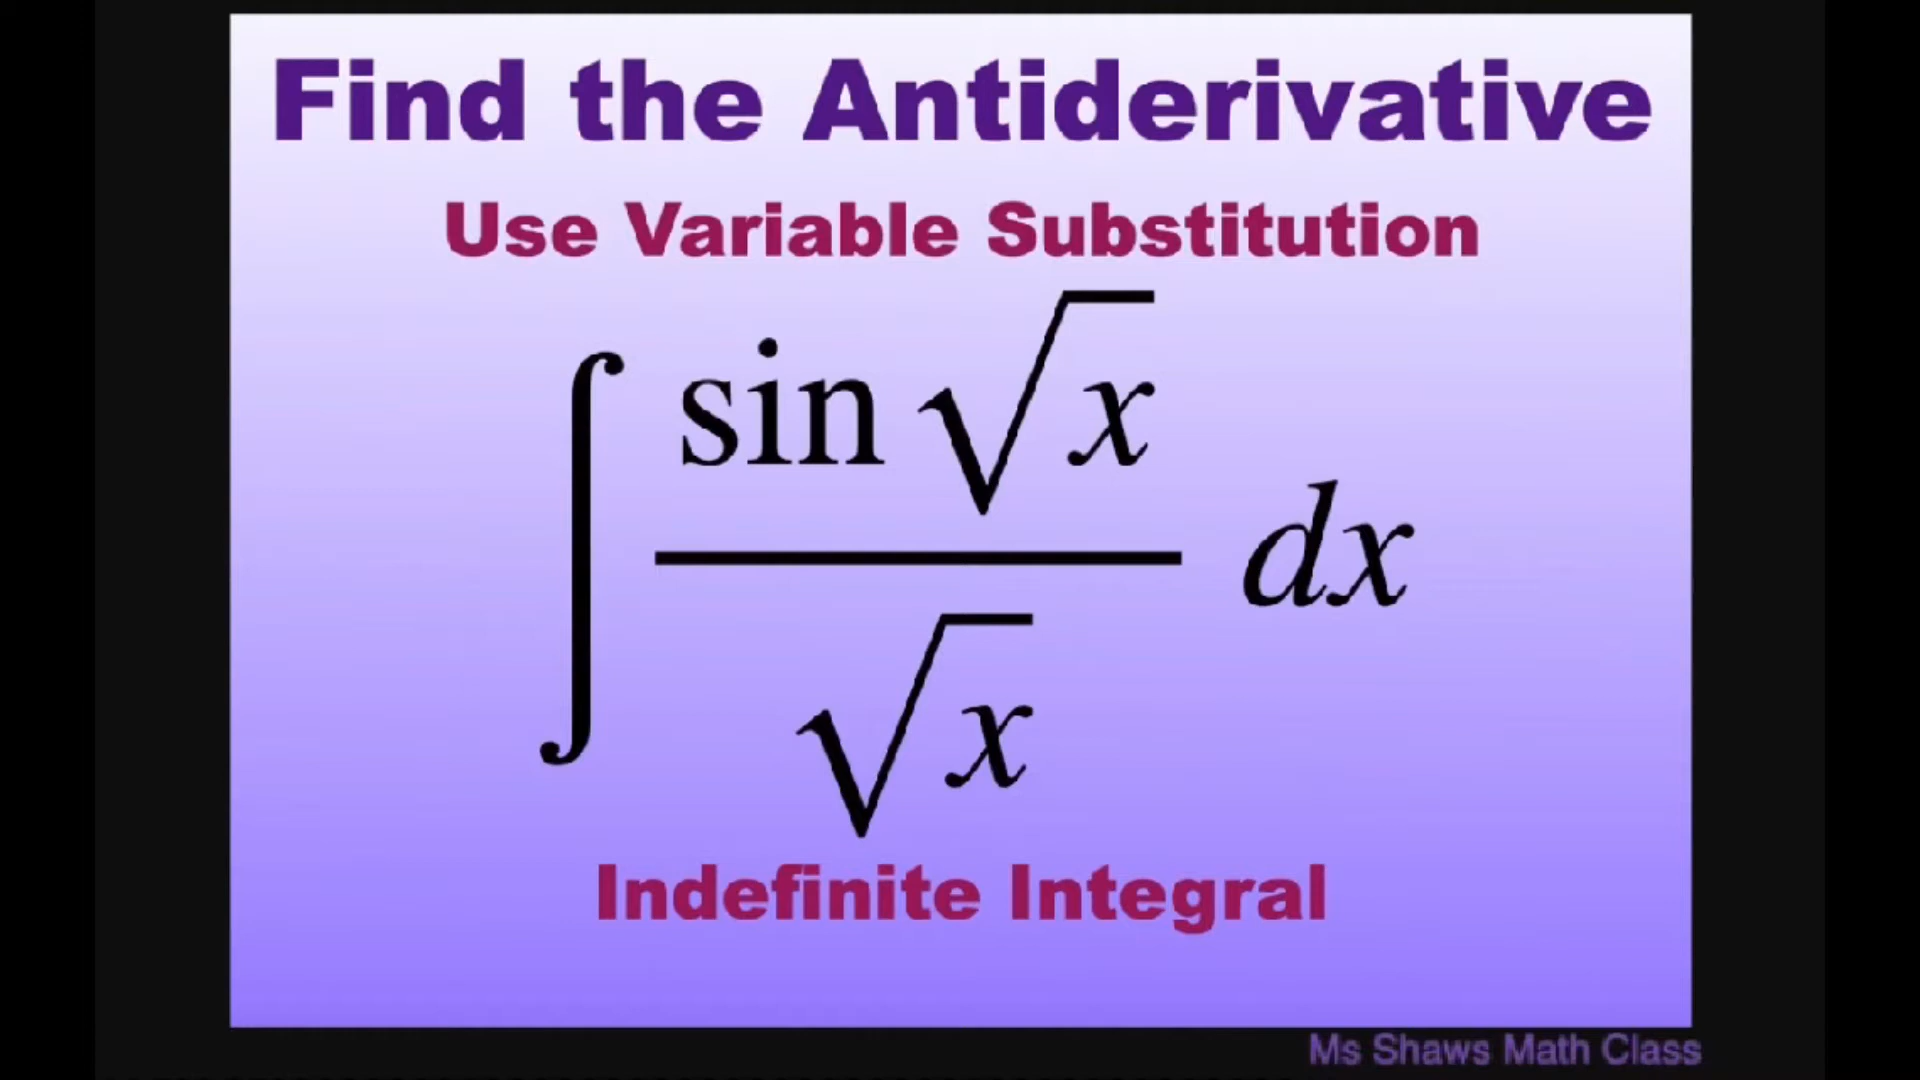 Find the Antiderivative
Use Variable Substitution
∫ sin √x / √x dx
Indefinite Integral
Ms Shaws Math Class